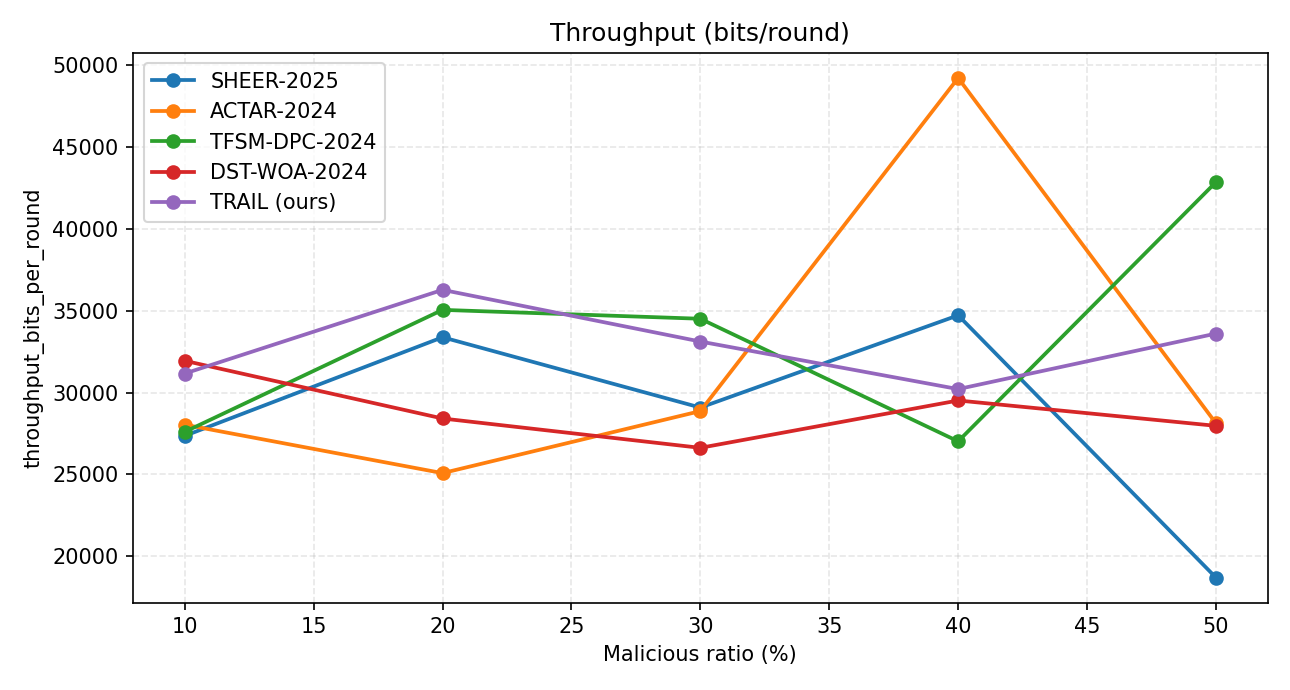 Throughput (bits/round)
SHEER-2025
ACTAR-2024
TFSM-DPC-2024
DST-WOA-2024
TRAIL (ours)
throughput_bits_per_round
50000
45000
40000
35000
30000
25000
20000
10 15 20 25 30 35 40 45 50
Malicious ratio (%)